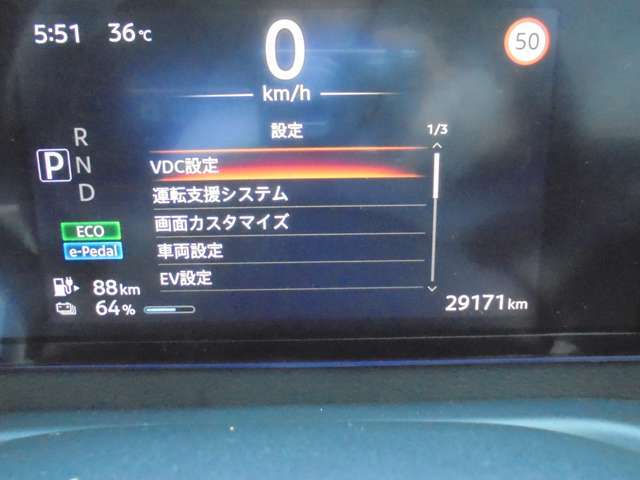 5:51 36℃
0
km/h
50
設定
1/3
R
N
D
P
VDC設定
運転支援システム
画面カスタマイズ
車両設定
EV設定
ECO
e-Pedal
88km
64%
29171km